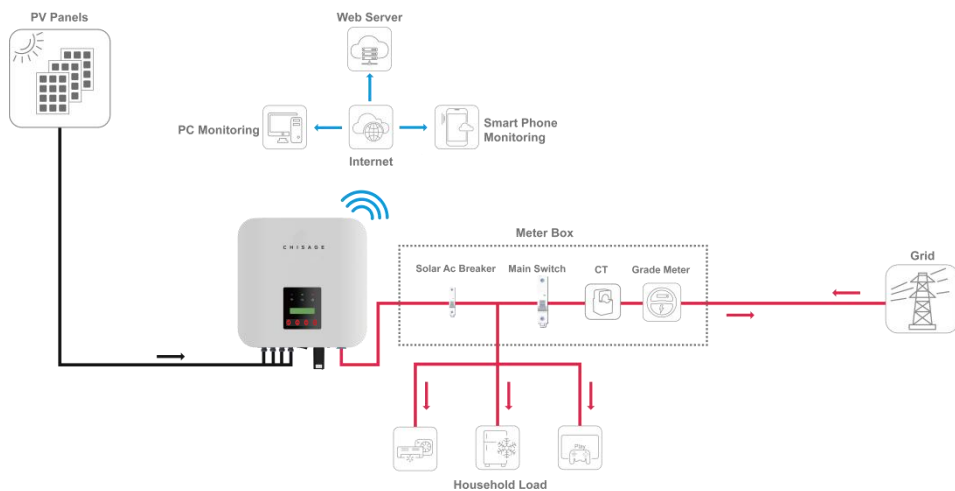 PV Panels
Web Server
PC Monitoring
Smart Phone
Monitoring
Internet
CHISAGE
Meter Box
Solar Ac Breaker
Main Switch
CT
Grade Meter
Grid
Play
Household Load